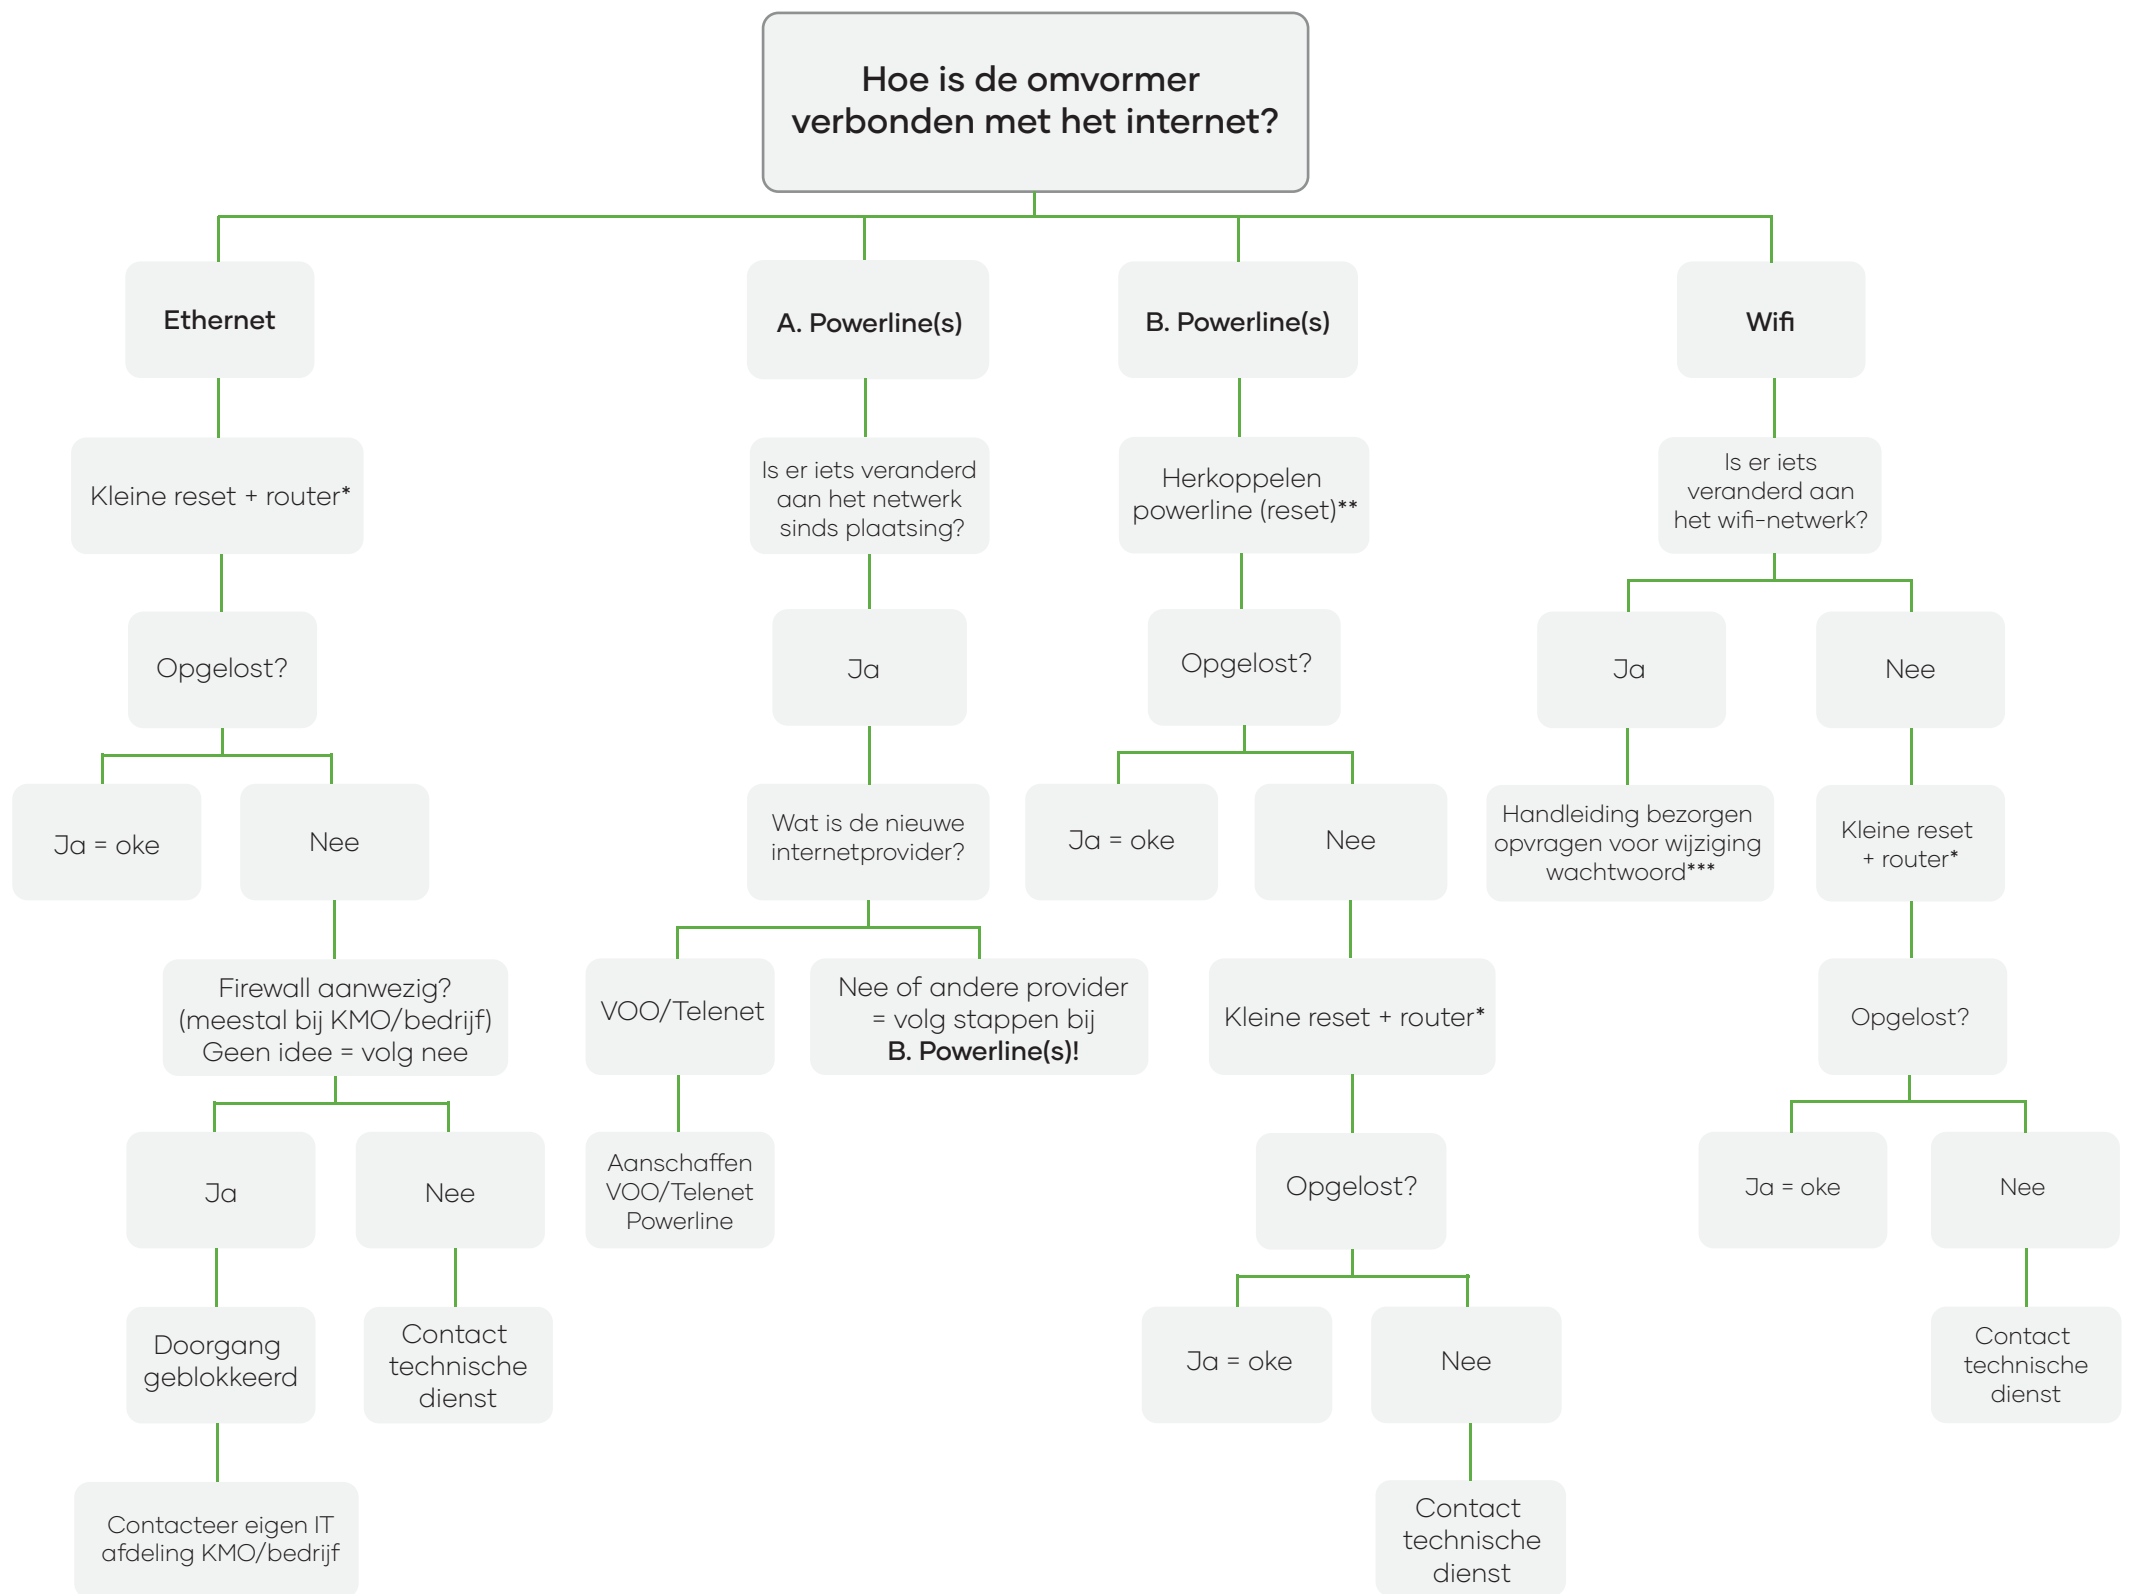 Hoe is de omvormer
verbonden met het internet?
Ethernet
A. Powerline(s)
B. Powerline(s)
Wifi
Kleine reset + router*
Is er iets veranderd
aan het netwerk
sinds plaatsing?
Herkoppelen
powerline (reset)**
Is er iets
veranderd aan
het wifi-netwerk?
Opgelost?
Ja
Opgelost?
Ja
Nee
Ja = oke
Nee
Wat is de nieuwe
internetprovider?
Ja = oke
Nee
Handleiding bezorgen
opvragen voor wijziging
wachtwoord***
Kleine reset
+ router*
Firewall aanwezig?
(meestal bij KMO/bedrijf)
Geen idee = volg nee
VOO/Telenet
Nee of andere provider
= volg stappen bij
B. Powerline(s)!
Kleine reset + router*
Opgelost?
Ja
Nee
Aanschaffen
VOO/Telenet
Powerline
Opgelost?
Ja = oke
Nee
Doorgang
geblokkeerd
Contact
technische
dienst
Ja = oke
Nee
Contact
technische
dienst
Contacteer eigen IT
afdeling KMO/bedrijf
Contact
technische
dienst